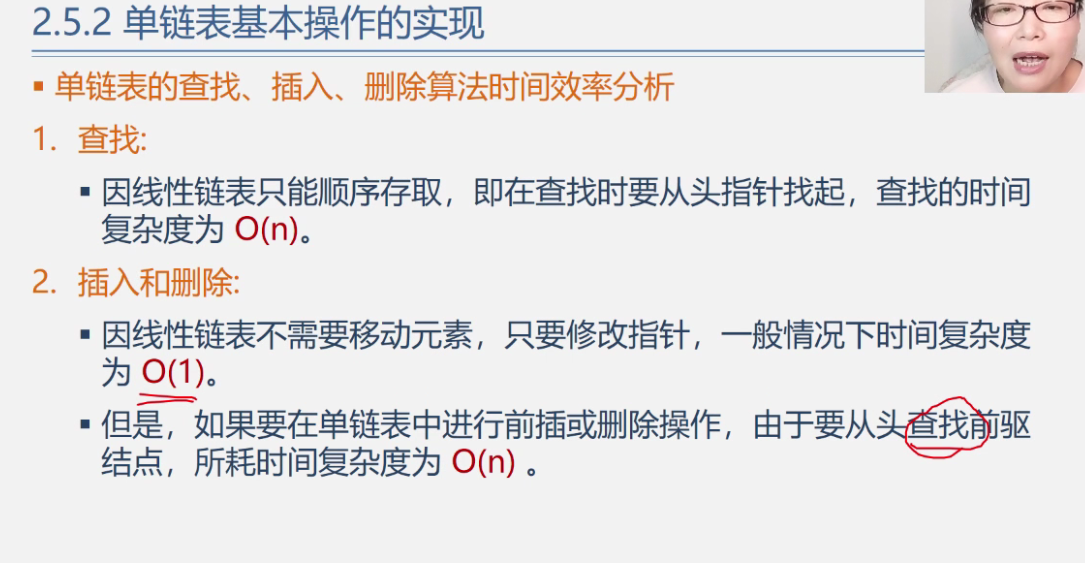 2.5.2 单链表基本操作的实现
▪ 单链表的查找、插入、删除算法时间效率分析
1. 查找:
▪ 因线性链表只能顺序存取，即在查找时要从头指针找起，查找的时间
复杂度为 O(n)。
2. 插入和删除:
▪ 因线性链表不需要移动元素，只要修改指针，一般情况下时间复杂度
为 O(1)。
▪ 但是，如果要在单链表中进行前插或删除操作，由于要从头查找前驱
结点，所耗时间复杂度为 O(n) 。